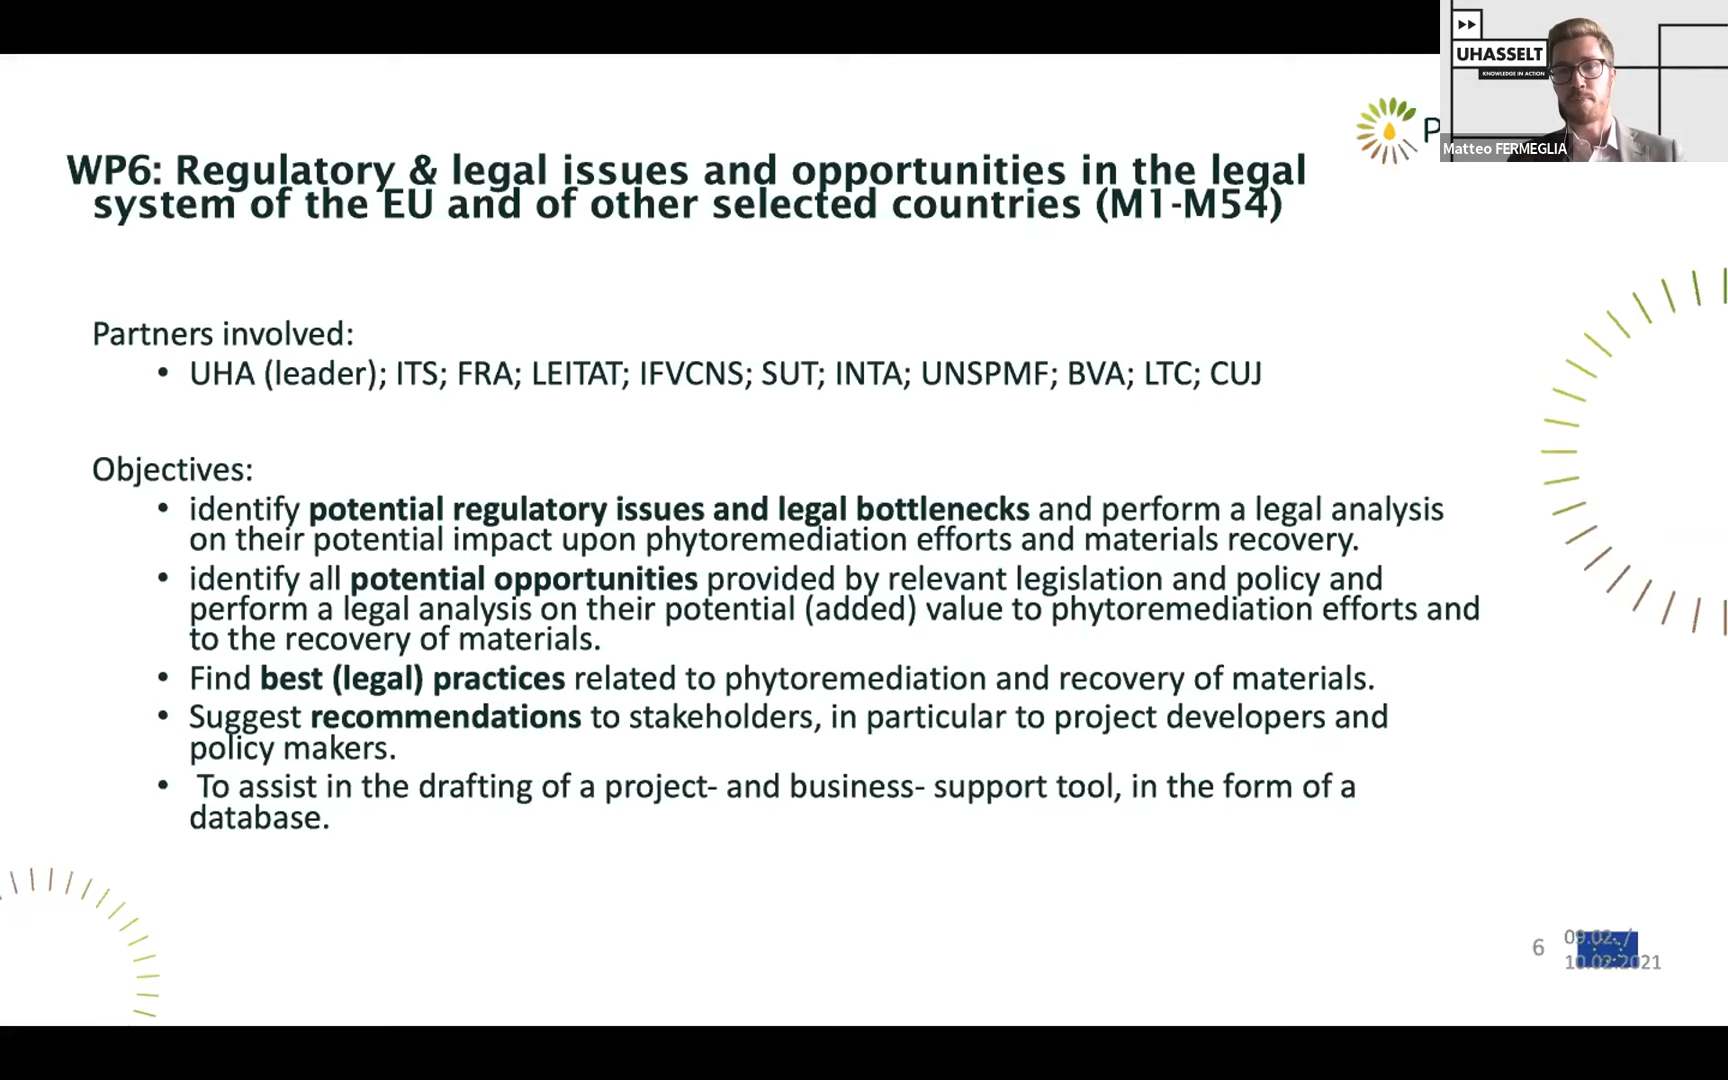 UHASSELT
KNOWLEDGE IN ACTION
Matteo FERMEGLIA
P
WP6: Regulatory & legal issues and opportunities in the legal
system of the EU and of other selected countries (M1-M54)
Partners involved:
• UHA (leader); ITS; FRA; LEITAT; IFVCNS; SUT; INTA; UNSPMF; BVA; LTC; CUJ
Objectives:
• identify potential regulatory issues and legal bottlenecks and perform a legal analysis
on their potential impact upon phytoremediation efforts and materials recovery.
• identify all potential opportunities provided by relevant legislation and policy and
perform a legal analysis on their potential (added) value to phytoremediation efforts and
to the recovery of materials.
• Find best (legal) practices related to phytoremediation and recovery of materials.
• Suggest recommendations to stakeholders, in particular to project developers and
policy makers.
• To assist in the drafting of a project- and business- support tool, in the form of a
database.
6
09.02. /
10.02.2021